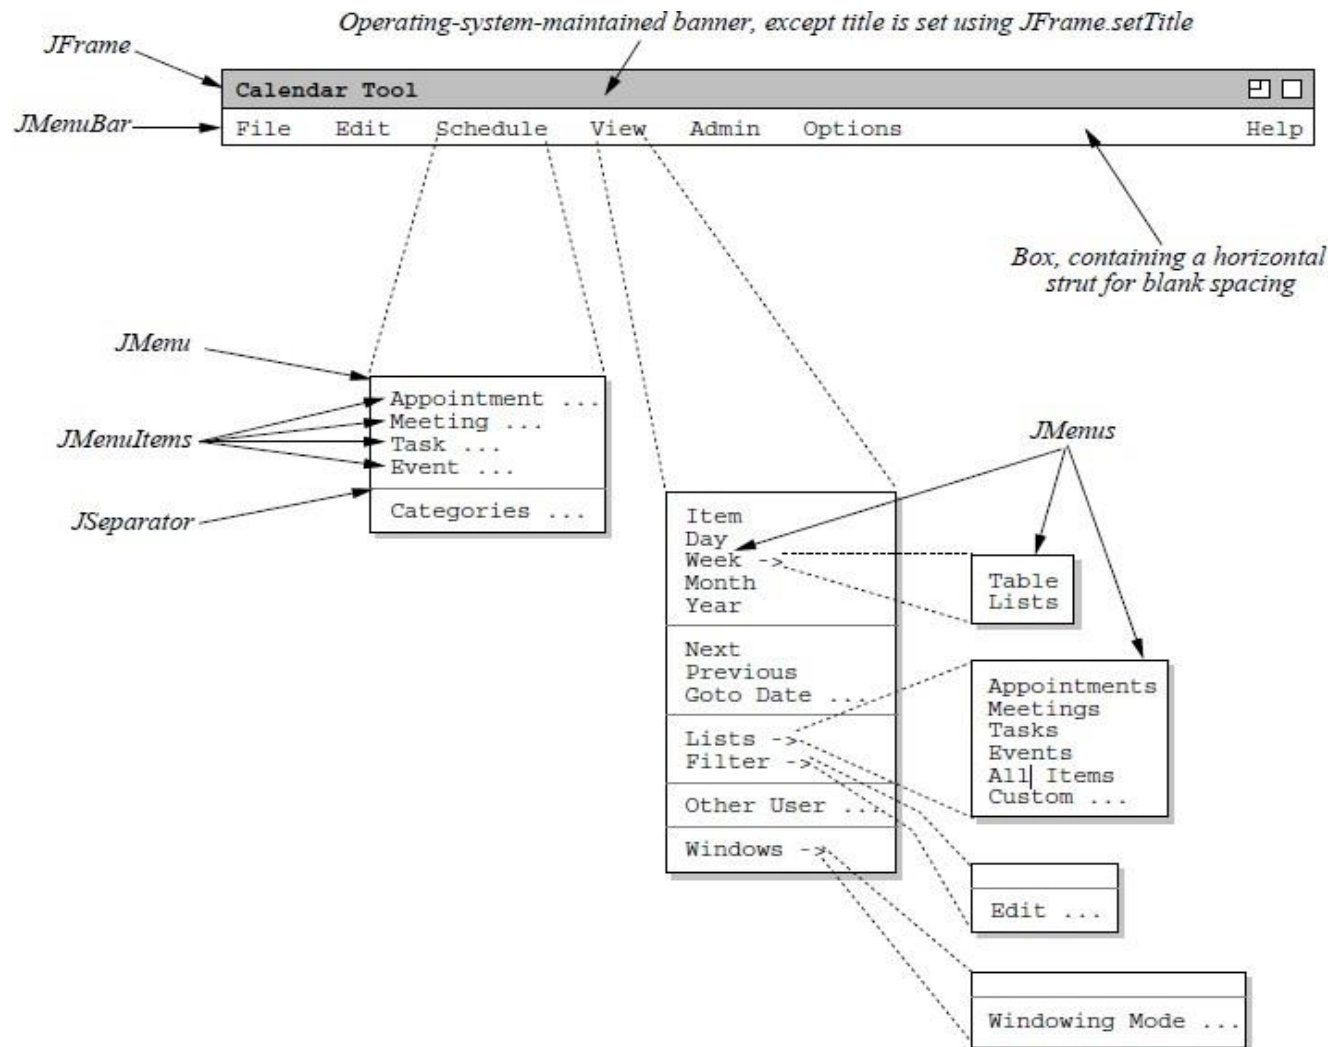 Operating-system-maintained banner, except title is set using JFrame.setTitle
JFrame
Calendar Tool
JMenuBar
File Edit Schedule View Admin Options Help
Box, containing a horizontal
strut for blank spacing
JMenu
Appointment ...
Meeting ...
Task ...
Event ...
Categories ...
JMenuItems
JSeparator
JMenus
Item
Day
Week ->
Month
Year
Next
Previous
Goto Date ...
Lists ->
Filter ->
Other User ...
Windows ->
Table
Lists
Appointments
Meetings
Tasks
Events
All Items
Custom ...
Edit ...
Windowing Mode ...